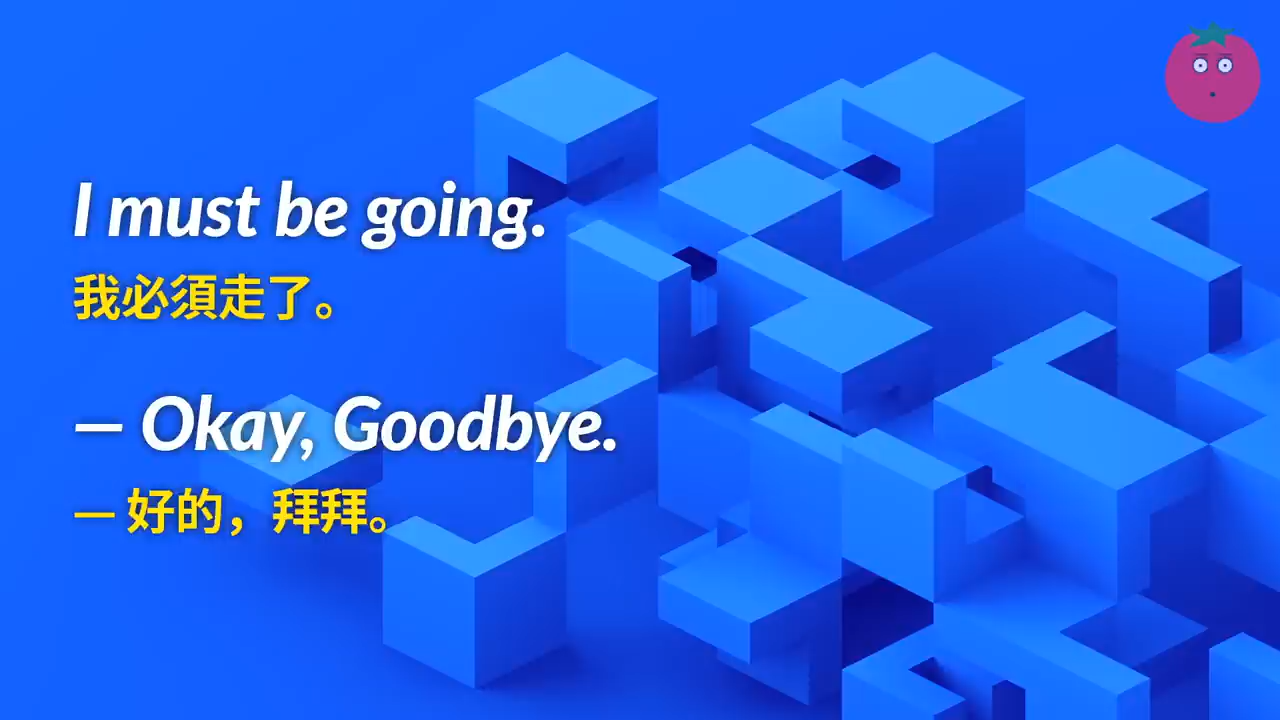 I must be going.
我必須走了。
— Okay, Goodbye.
— 好的，拜拜。